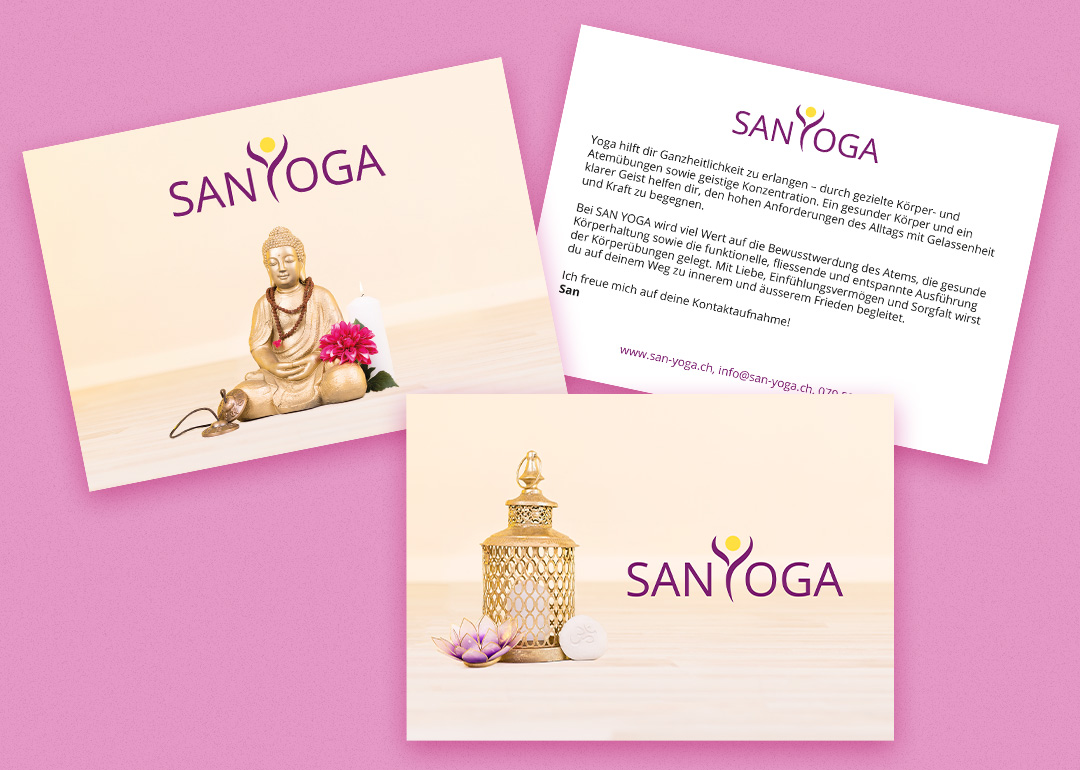 SANYOGA
SANYOGA
Yoga hilft dir Ganzheitlichkeit zu erlangen – durch gezielte Körper- und
Atemübungen sowie geistige Konzentration. Ein gesunder Körper und ein
klarer Geist helfen dir, den hohen Anforderungen des Alltags mit Gelassenheit
und Kraft zu begegnen.
Bei SAN YOGA wird viel Wert auf die Bewusstwerdung des Atems, die gesunde
Körperhaltung sowie die funktionelle, fliessende und entspannte Ausführung
der Körperübungen gelegt. Mit Liebe, Einfühlungsvermögen und Sorgfalt wirst
du auf deinem Weg zu innerem und äusserem Frieden begleitet.
Ich freue mich auf deine Kontaktaufnahme!
San
www.san-yoga.ch, info@san-yoga.ch, 079
SANYOGA